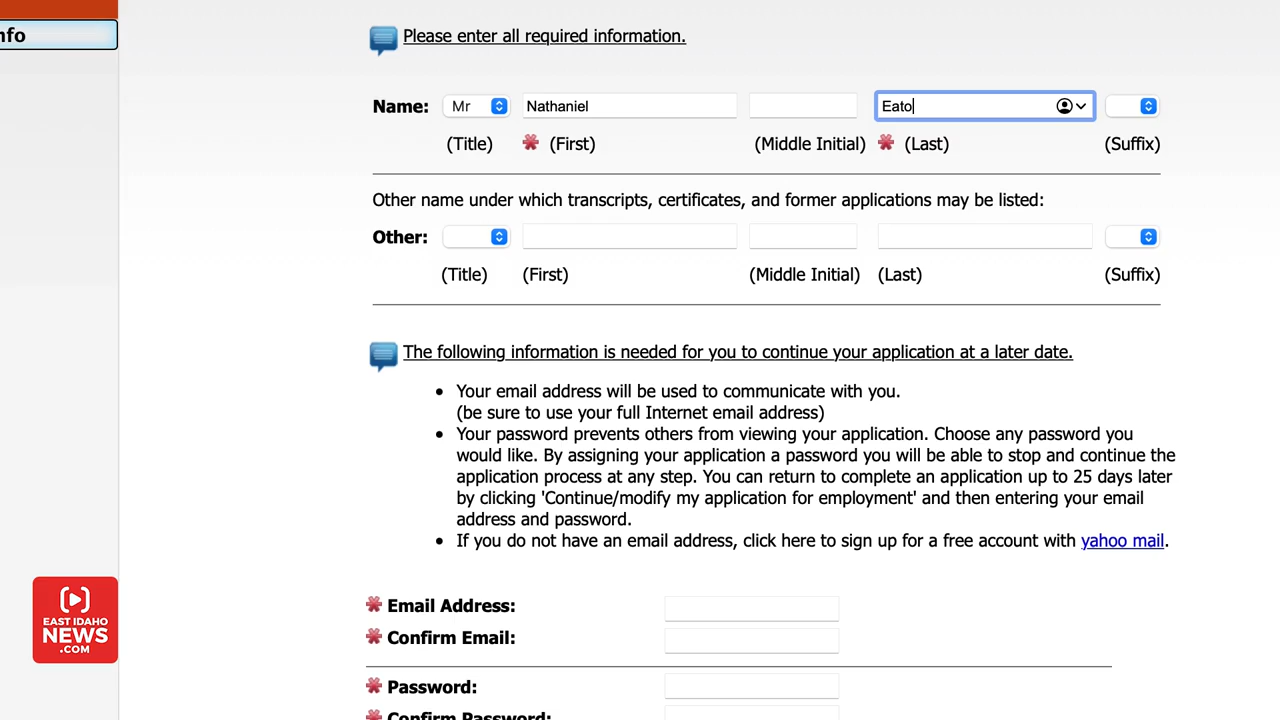 nfo
Please enter all required information.
Name: Mr Nathaniel Eato
(Title) (First) (Middle Initial) (Last) (Suffix)
Other name under which transcripts, certificates, and former applications may be listed:
Other:
(Title) (First) (Middle Initial) (Last) (Suffix)
The following information is needed for you to continue your application at a later date.
• Your email address will be used to communicate with you.
(be sure to use your full Internet email address)
• Your password prevents others from viewing your application. Choose any password you
would like. By assigning your application a password you will be able to stop and continue the
application process at any step. You can return to complete an application up to 25 days later
by clicking 'Continue/modify my application for employment' and then entering your email
address and password.
• If you do not have an email address, click here to sign up for a free account with yahoo mail.
EAST IDAHO
NEWS
.COM
Email Address:
Confirm Email:
Password:
Confirm Password: